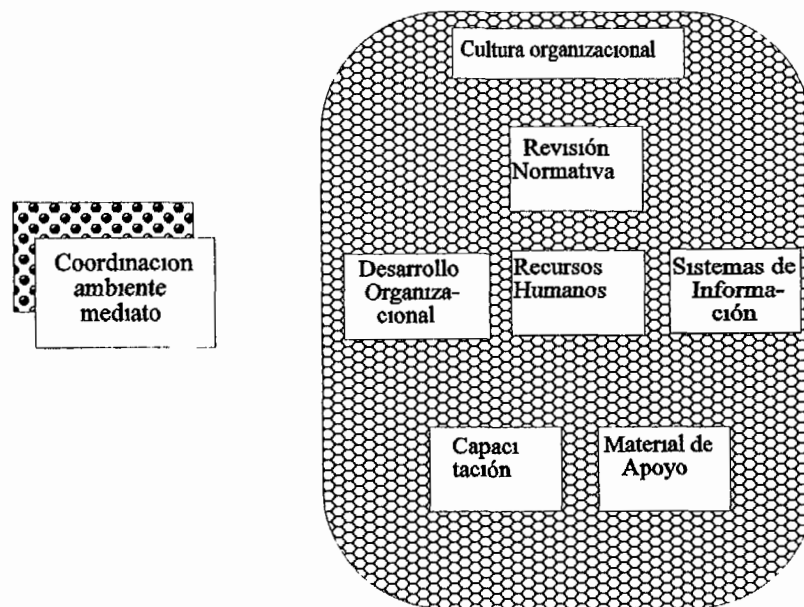 Cultura organizacional
Revisión
Normativa
Coordinacion
ambiente
mediato
Desarrollo
Organiza-
cional
Recursos
Humanos
Sistemas de
Informa-
ción
Capaci
tación
Material de
Apoyo